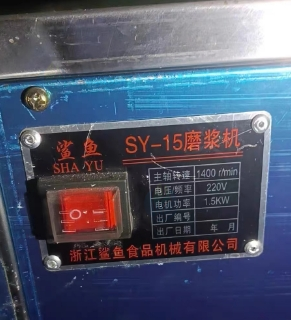 鲨鱼
SHA YU
SY-15磨浆机
主轴转速 1400 r/min
电压/频率 220V
电机功率 1.5KW
出厂编号
出厂日期 年 月
浙江鲨鱼食品机械有限公司